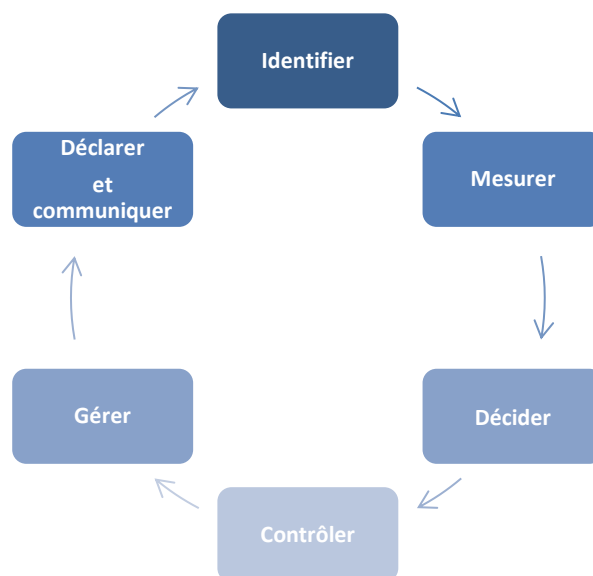 Identifier
Mesurer
Décider
Contrôler
Gérer
Déclarer
et
communiquer